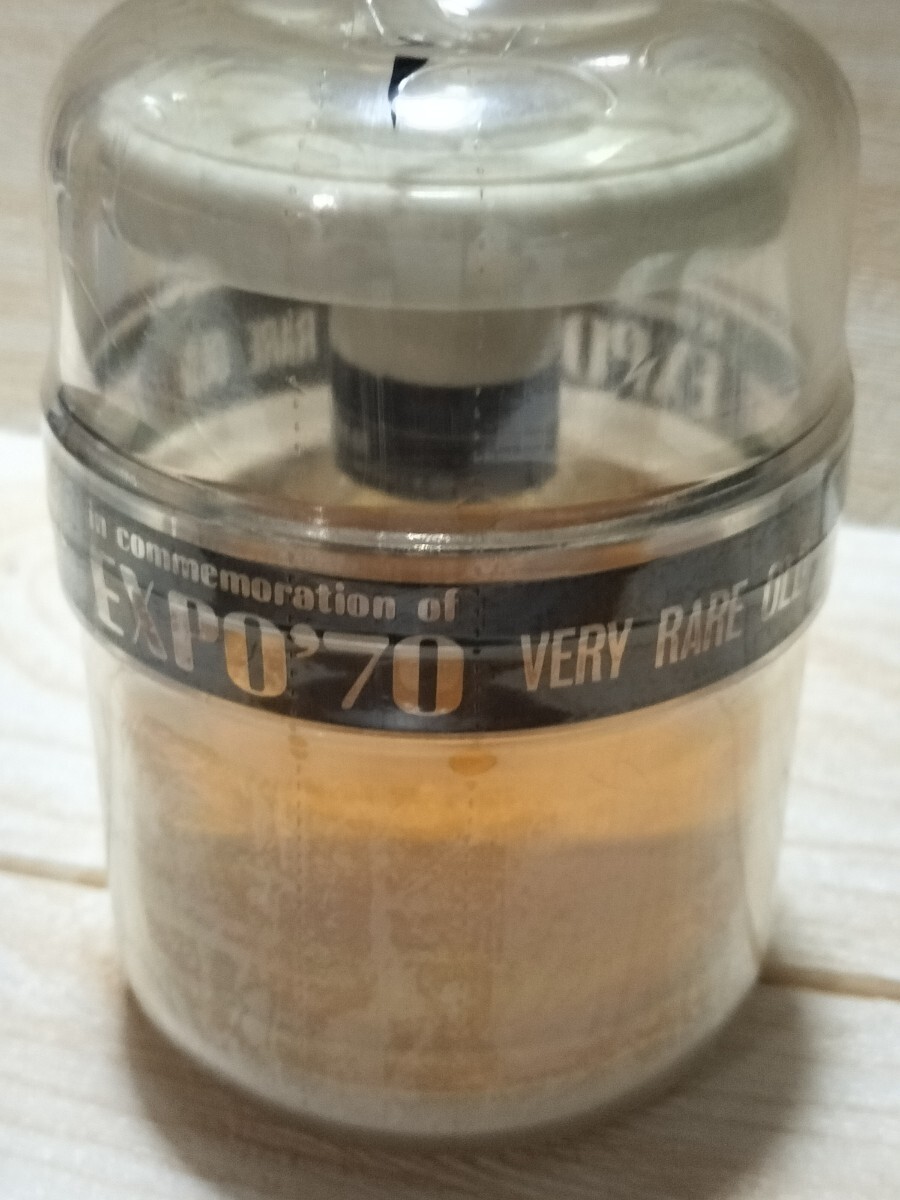 in commemoration of
EXPO'70
VERY RARE OLD